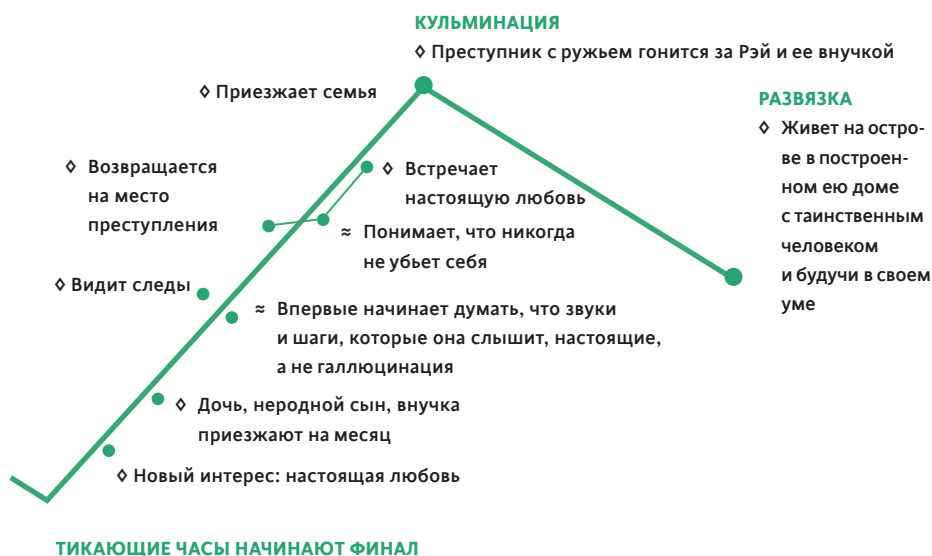 КУЛЬМИНАЦИЯ
◊ Преступник с ружьем гонится за Рэй и ее внучкой
◊ Приезжает семья
РАЗВЯЗКА
◊ Живет на остро-
ве в построен-
ном ею доме
с таинственным
человеком
и будучи в своем
уме
◊ Возвращается
на место
преступления
◊ Встречает
настоящую любовь
≈ Понимает, что никогда
не убьет себя
◊ Видит следы
≈ Впервые начинает думать, что звуки
и шаги, которые она слышит, настоящие,
а не галлюцинация
◊ Дочь, неродной сын, внучка
приезжают на месяц
◊ Новый интерес: настоящая любовь
ТИКАЮЩИЕ ЧАСЫ НАЧИНАЮТ ФИНАЛ